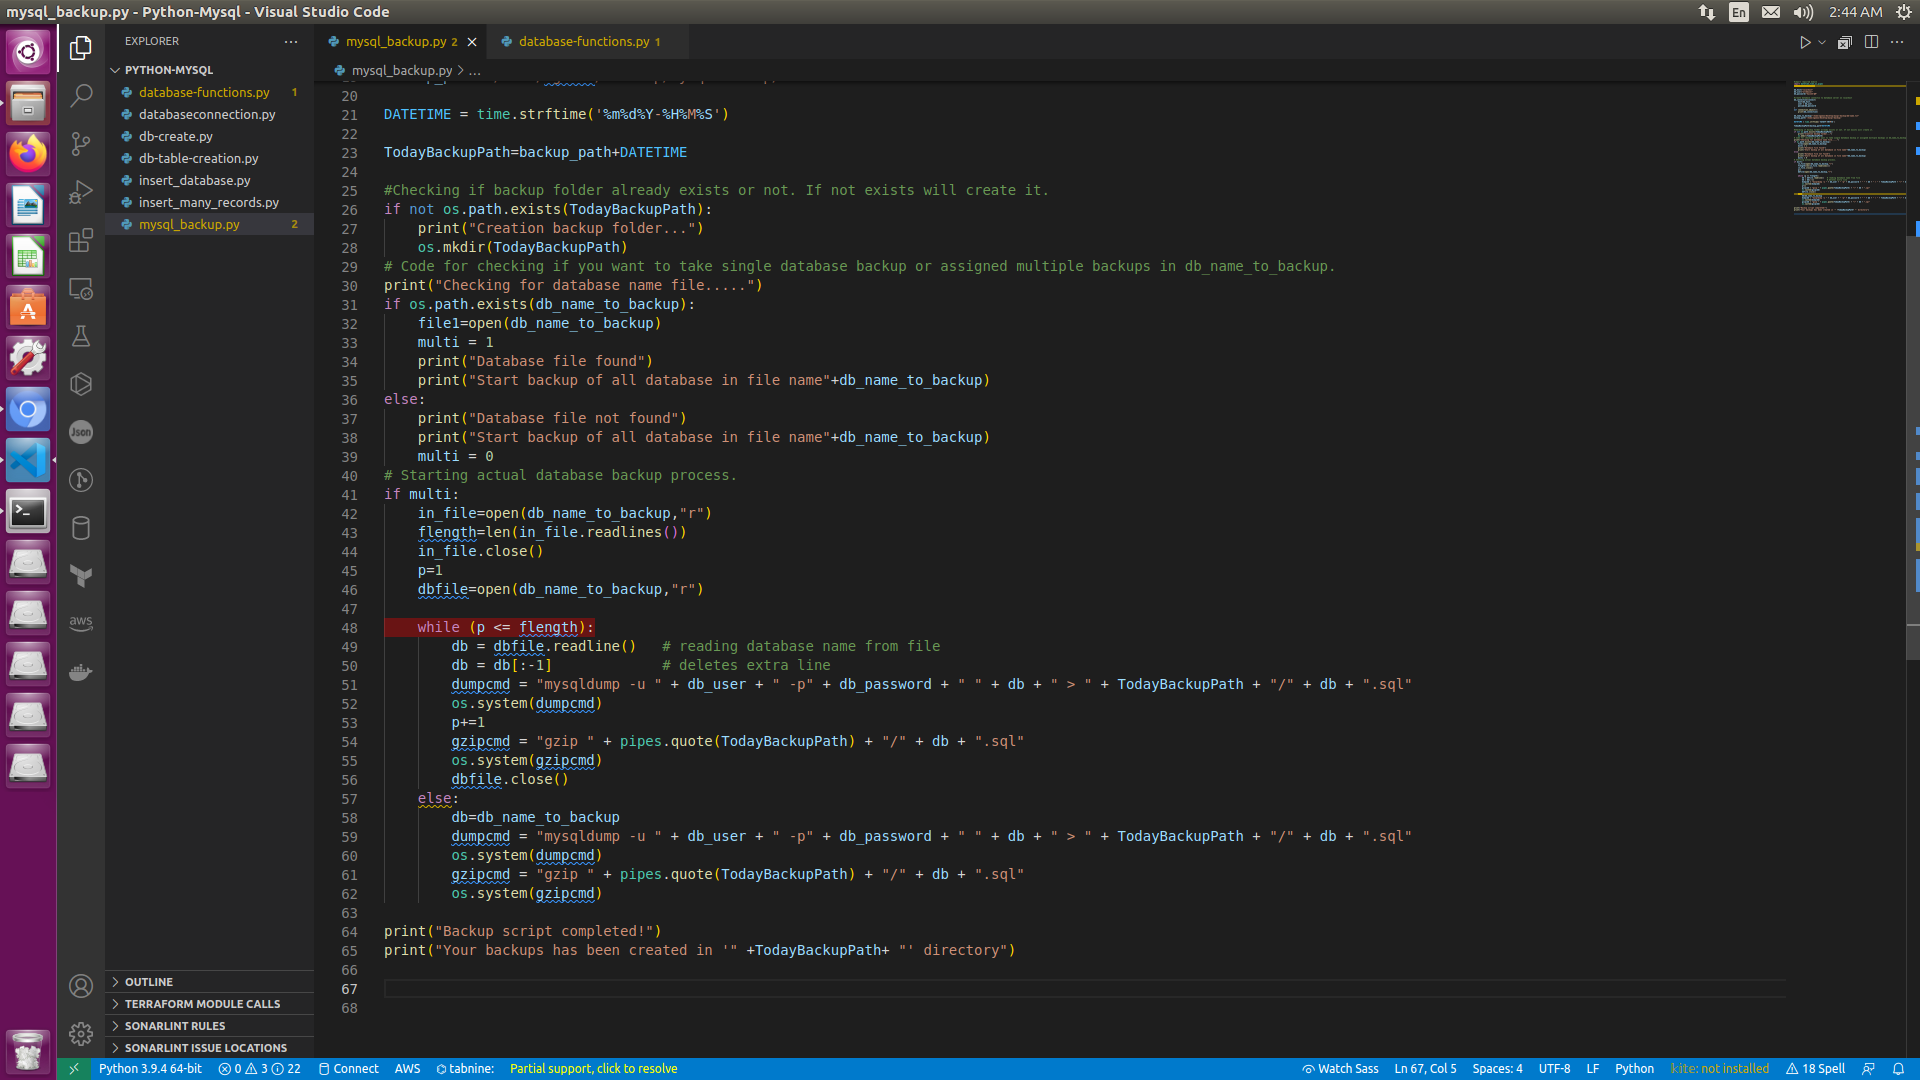 mysql_backup.py - Python-Mysql - Visual Studio Code
En
2:44 AM
EXPLORER
PYTHON-MYSQL
database-functions.py 1
databaseconnection.py
db-create.py
db-table-creation.py
insert_database.py
insert_many_records.py
mysql_backup.py 2
OUTLINE
TERRAFORM MODULE CALLS
SONARLINT RULES
SONARLINT ISSUE LOCATIONS
Json
aws
mysql_backup.py 2
database-functions.py 1
mysql_backup.py > ...
20
21 DATETIME = time.strftime('%m%d%Y-%H%M%S')
22
23 TodayBackupPath=backup_path+DATETIME
24
25 #Checking if backup folder already exists or not. If not exists will create it.
26 if not os.path.exists(TodayBackupPath):
27     print("Creation backup folder...")
28     os.mkdir(TodayBackupPath)
29 # Code for checking if you want to take single database backup or assigned multiple backups in db_name_to_backup.
30 print("Checking for database name file.....")
31 if os.path.exists(db_name_to_backup):
32     file1=open(db_name_to_backup)
33     multi = 1
34     print("Database file found")
35     print("Start backup of all database in file name"+db_name_to_backup)
36 else:
37     print("Database file not found")
38     print("Start backup of all database in file name"+db_name_to_backup)
39     multi = 0
40 # Starting actual database backup process.
41 if multi:
42     in_file=open(db_name_to_backup,"r")
43     flength=len(in_file.readlines())
44     in_file.close()
45     p=1
46     dbfile=open(db_name_to_backup,"r")
47
48     while (p <= flength):
49         db = dbfile.readline()   # reading database name from file
50         db = db[:-1]             # deletes extra line
51         dumpcmd = "mysqldump -u " + db_user + " -p" + db_password + " " + db + " > " + TodayBackupPath + "/" + db + ".sql"
52         os.system(dumpcmd)
53         p+=1
54         gzipcmd = "gzip " + pipes.quote(TodayBackupPath) + "/" + db + ".sql"
55         os.system(gzipcmd)
56         dbfile.close()
57     else:
58         db=db_name_to_backup
59         dumpcmd = "mysqldump -u " + db_user + " -p" + db_password + " " + db + " > " + TodayBackupPath + "/" + db + ".sql"
60         os.system(dumpcmd)
61         gzipcmd = "gzip " + pipes.quote(TodayBackupPath) + "/" + db + ".sql"
62         os.system(gzipcmd)
63
64 print("Backup script completed!")
65 print("Your backups has been created in '" +TodayBackupPath+ "' directory")
66
67
68
Python 3.9.4 64-bit 0 3 22 Connect AWS tabnine: Partial support, click to resolve Watch Sass Ln 67, Col 5 Spaces: 4 UTF-8 LF Python kite: not installed 18 Spell